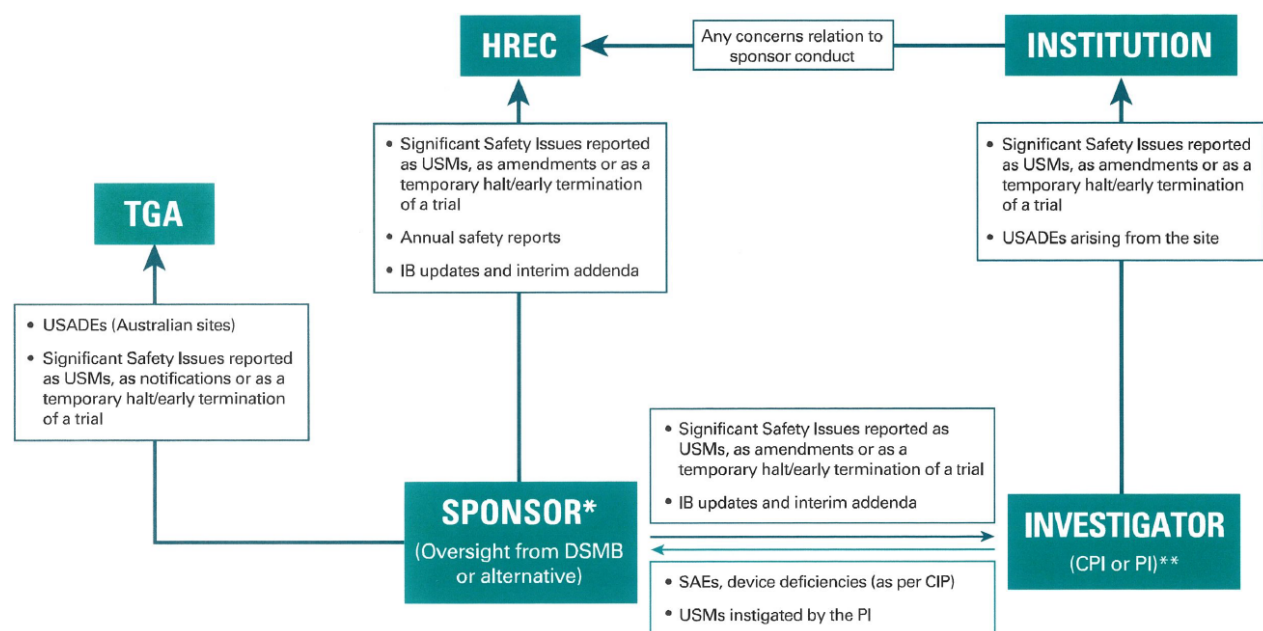 HREC
Any concerns relation to
sponsor conduct
INSTITUTION
• Significant Safety Issues reported
as USMs, as amendments or as a
temporary halt/early termination
of a trial
• Annual safety reports
• IB updates and interim addenda
• Significant Safety Issues reported
as USMs, as amendments or as a
temporary halt/early termination
of a trial
• USADEs arising from the site
TGA
• USADEs (Australian sites)
• Significant Safety Issues reported
as USMs, as notifications or as a
temporary halt/early termination
of a trial
• Significant Safety Issues reported as
USMs, as amendments or as a
temporary halt/early termination of a trial
• IB updates and interim addenda
SPONSOR*
(Oversight from DSMB
or alternative)
INVESTIGATOR
(CPI or PI)**
• SAEs, device deficiencies (as per CIP)
• USMs instigated by the PI